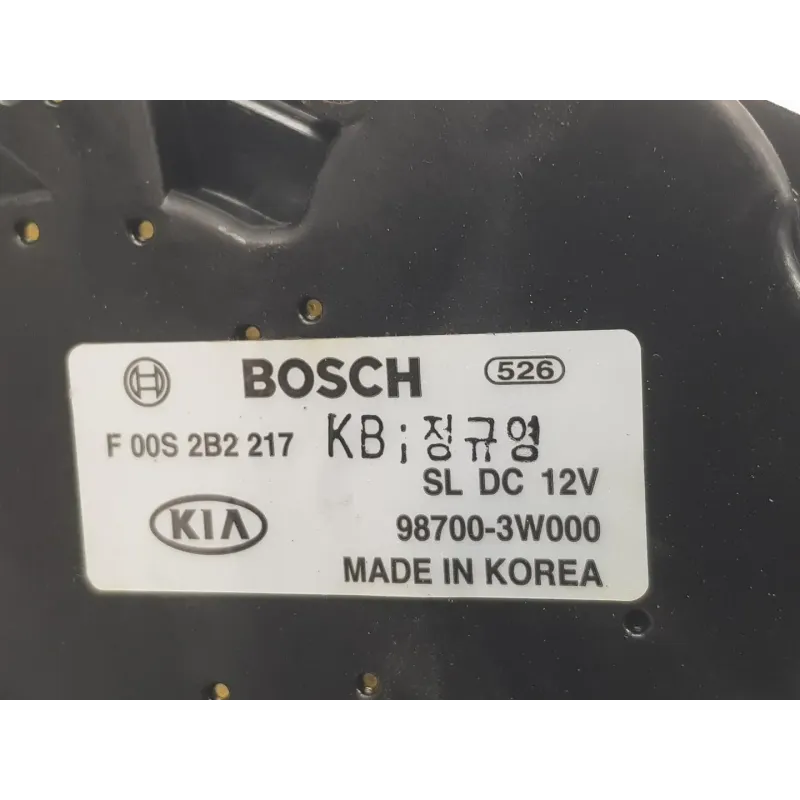 BOSCH 526
F 00S 2B2 217 KB ; 정규영
SL DC 12V
KIA 98700-3W000
MADE IN KOREA